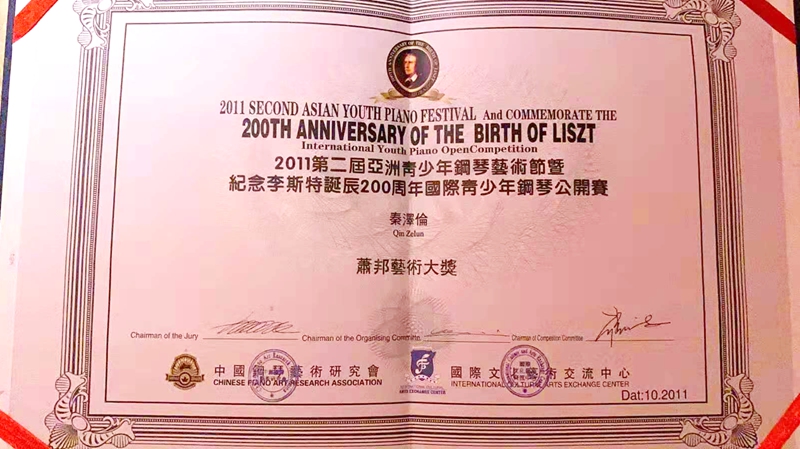 2011 SECOND ASIAN YOUTH PIANO FESTIVAL And COMMEMORATE THE
200TH ANNIVERSARY OF THE BIRTH OF LISZT
International Youth Piano OpenCompetition
2011第二屆亞洲青少年鋼琴藝術節暨
紀念李斯特誕辰200周年國際青少年鋼琴公開賽
秦澤倫
Qin Zelun
蕭邦藝術大獎
Chairman of the Jury Chairman of the Organising Committe Chairman of Competition Committee
中國鋼琴藝術研究會 國際文化藝術交流中心
CHINESE PIANO ART RESEARCH ASSOCIATION INTERNATIONAL CULTURAL ARTS EXCHANGE CENTER
ARTS EXCHANGE CENTER
Dat:10.2011